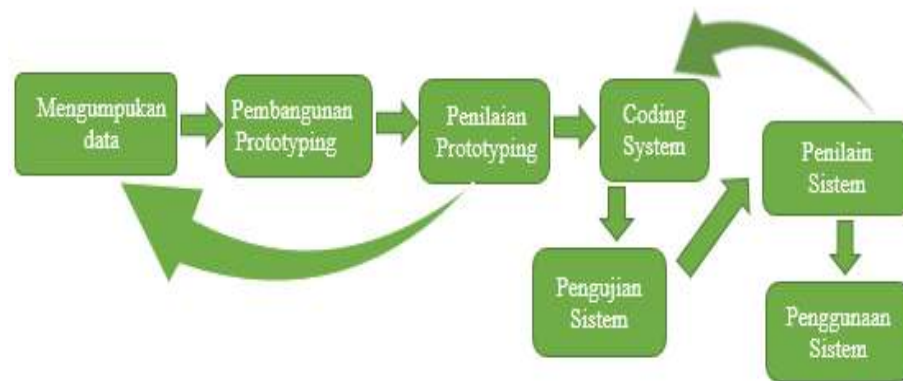 Mengumpukan
data
Pembangunan
Prototyping
Penilaian
Prototyping
Coding
System
Pengujian
Sistem
Penilain
Sistem
Penggunaan
Sistem